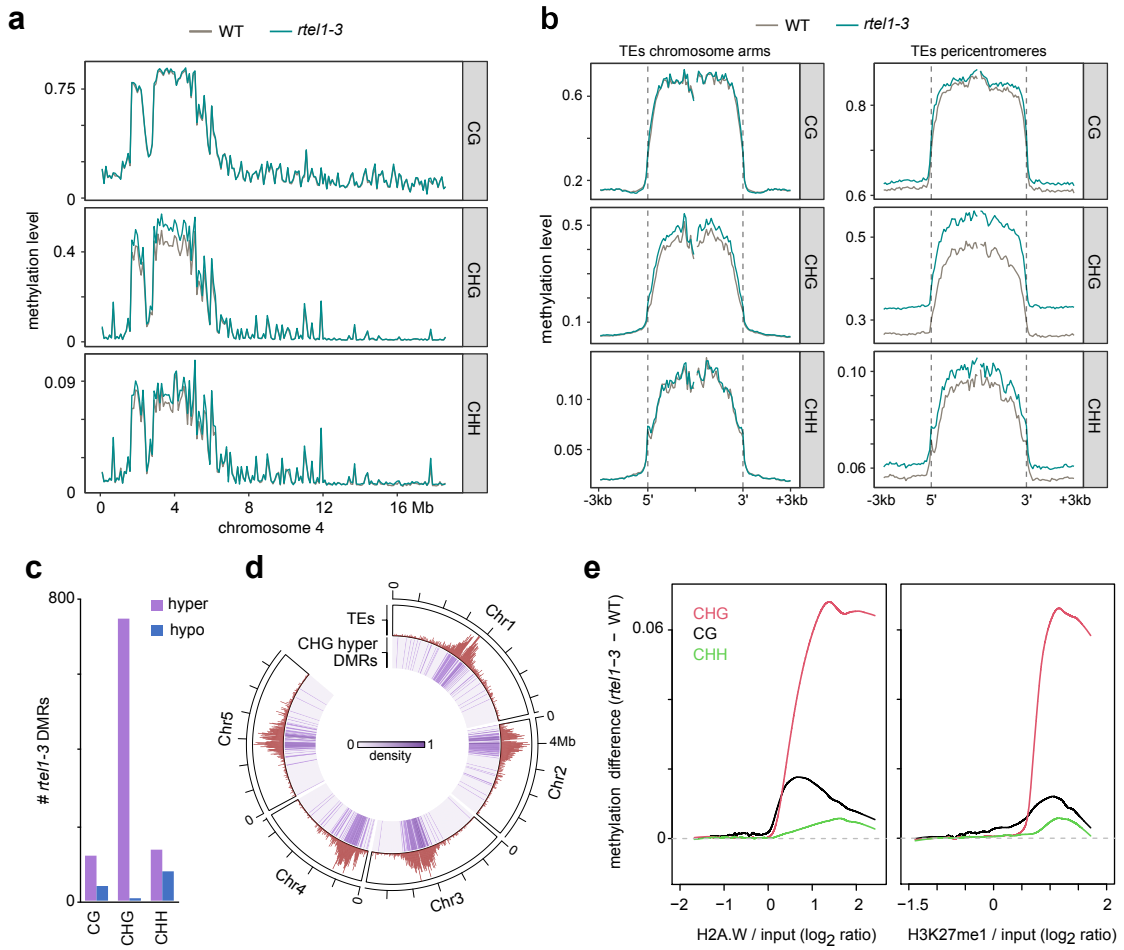 a
WT rtel1-3
methylation level
0.75
0
CG
0.4
0
CHG
0.09
0
CHH
0 4 8 12 16 Mb
chromosome 4
b
WT rtel1-3
TEs chromosome arms
TEs pericentromeres
methylation level
0.6
0.2
CG
0.8
0.6
CG
0.5
0.1
CHG
0.5
0.3
CHG
0.10
0.05
CHH
0.10
0.06
CHH
-3kb 5' 3' +3kb
-3kb 5' 3' +3kb
c
# rtel1-3 DMRs
800
0
hyper
hypo
CG CHG CHH
d
TEs
CHG hyper
DMRs
0
Chr1
0
4Mb
Chr2
0
Chr3
0
Chr4
0
Chr5
0 1
density
e
methylation difference (rtel1−3 − WT)
0.06
0
CHG
CG
CHH
−2 −1 0 1 2
H2A.W / input (log2 ratio)
−1.5 0 1 2
H3K27me1 / input (log2 ratio)